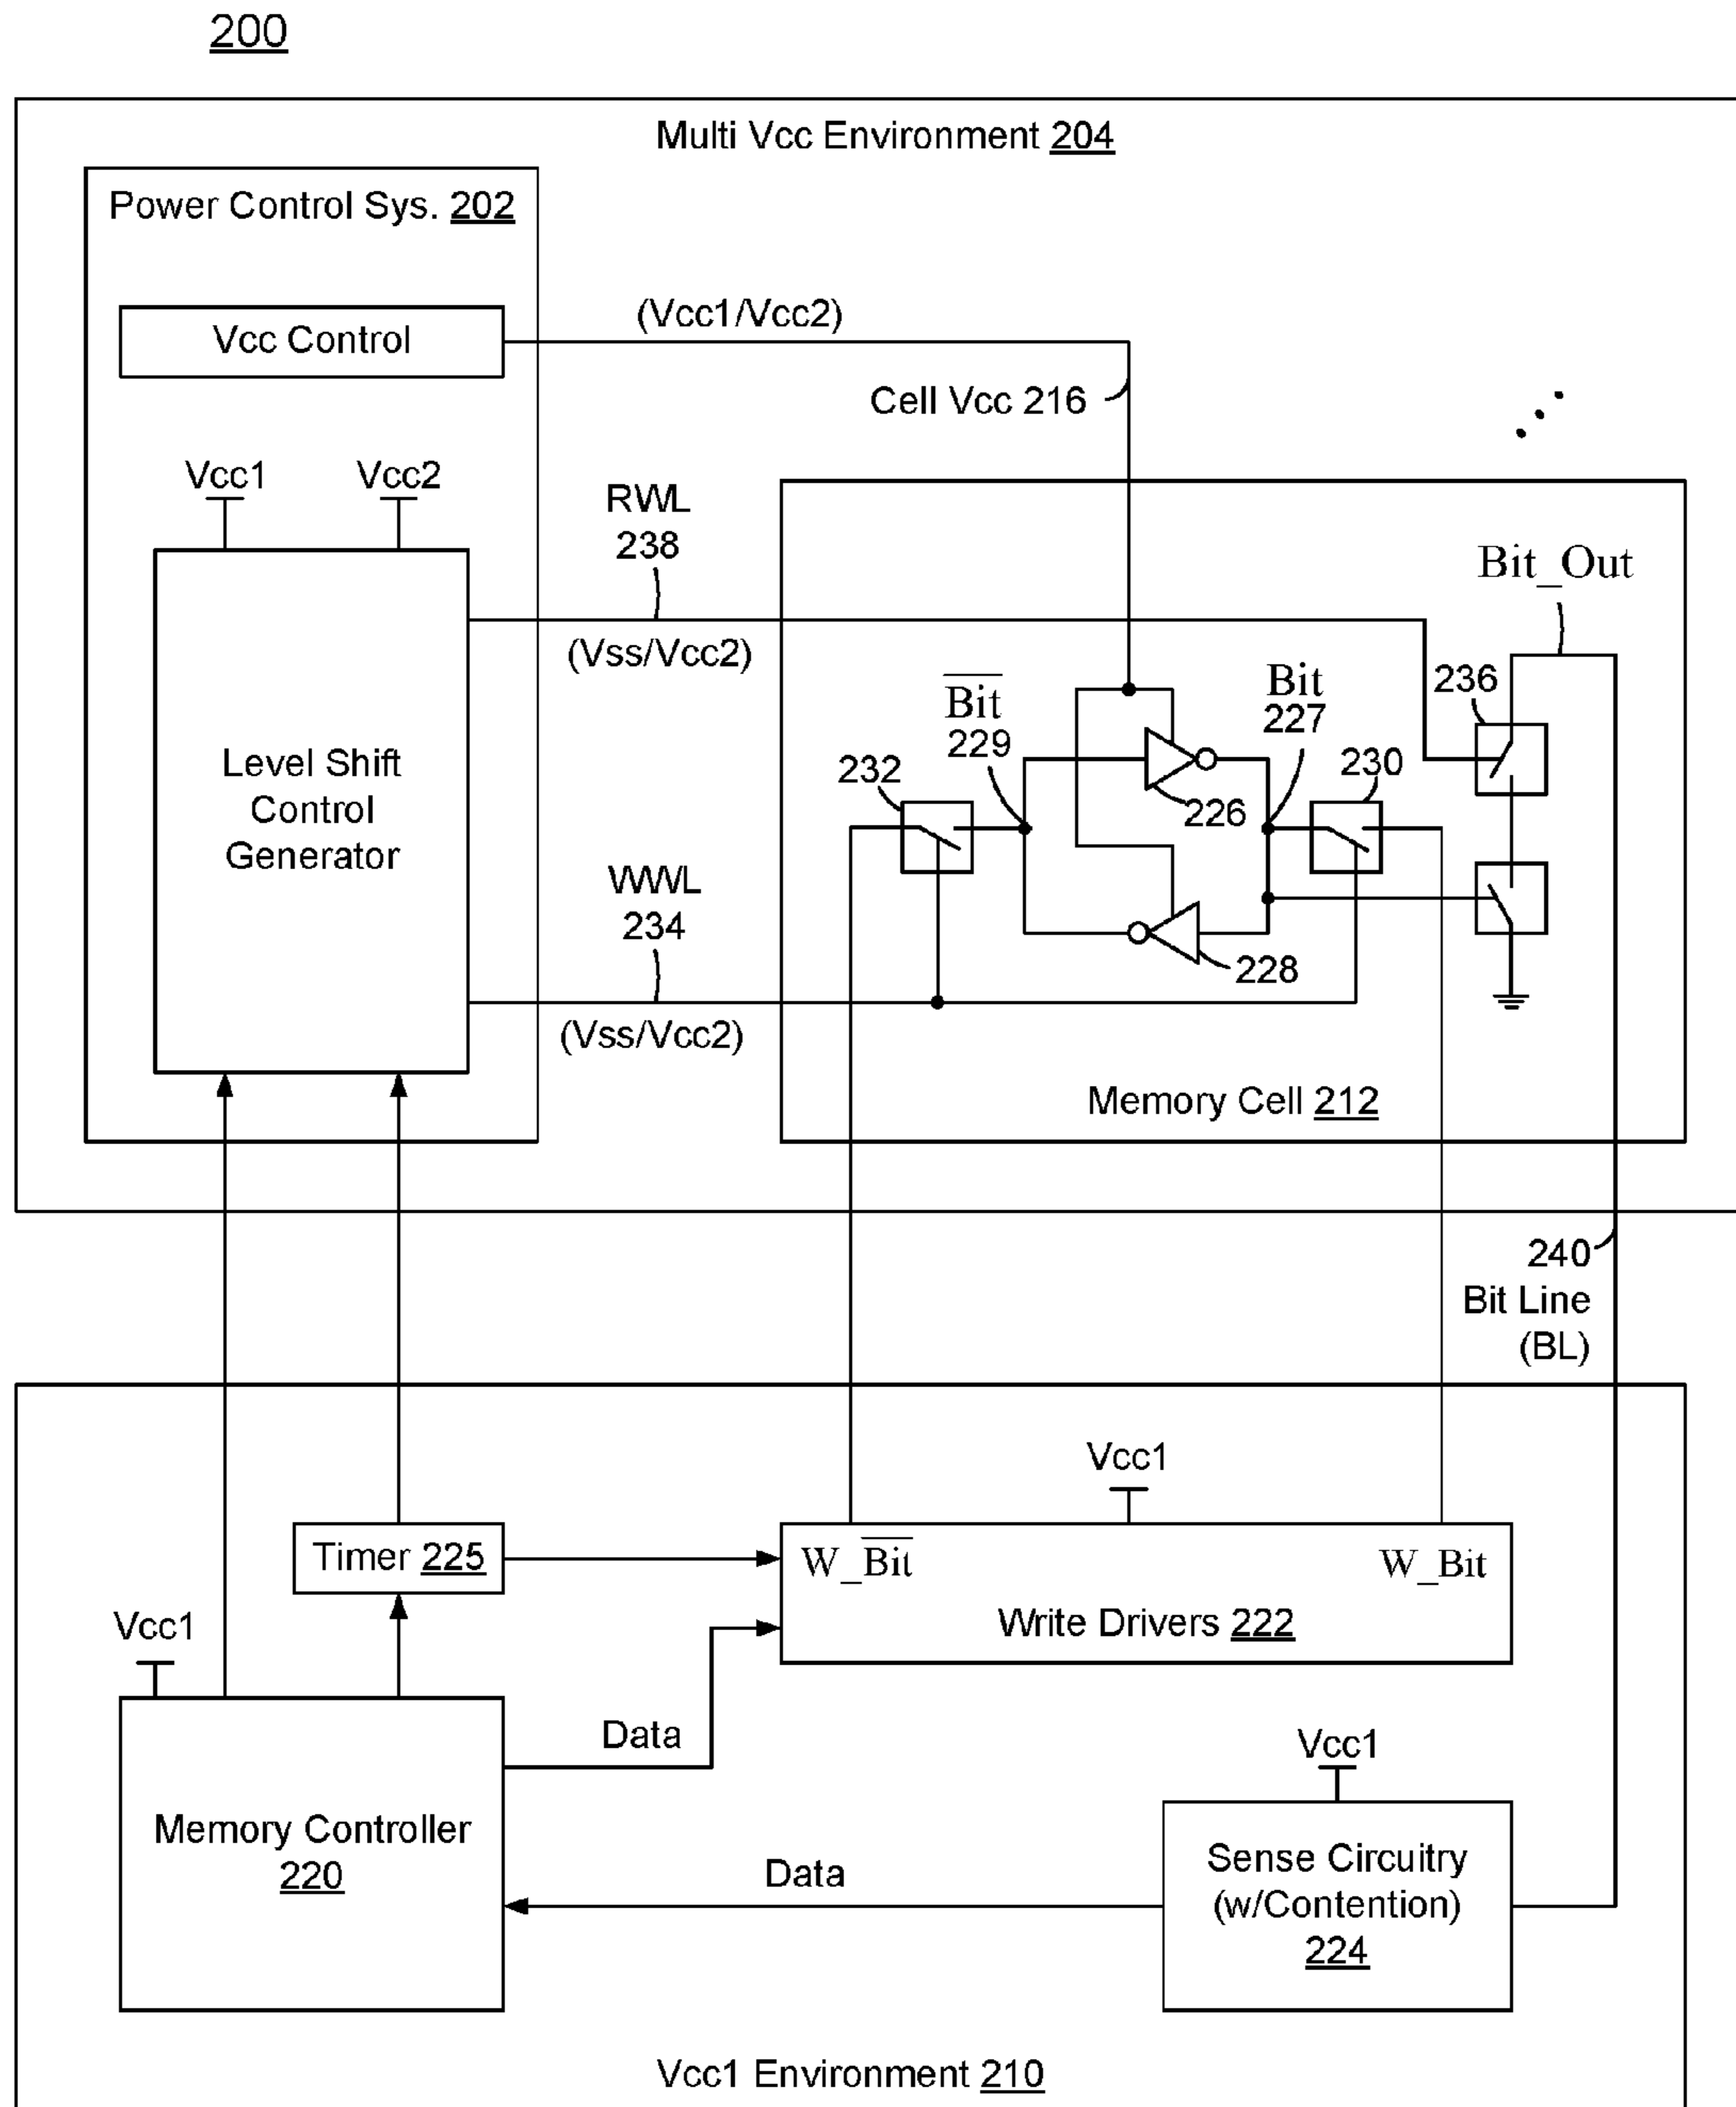 200
Multi Vcc Environment 204
Power Control Sys. 202
Vcc Control
(Vcc1/Vcc2)
Cell Vcc 216
Vcc1
Vcc2
RWL
238
(Vss/Vcc2)
Level Shift
Control
Generator
WWL
234
(Vss/Vcc2)
Bit_Out
236
B̅i̅t̅
229
Bit
227
232
226
230
228
Memory Cell 212
240
Bit Line
(BL)
Vcc1
Timer 225
W_B̅i̅t̅
W_Bit
Write Drivers 222
Vcc1
Data
Memory Controller
220
Data
Vcc1
Sense Circuitry
(w/Contention)
224
Vcc1 Environment 210